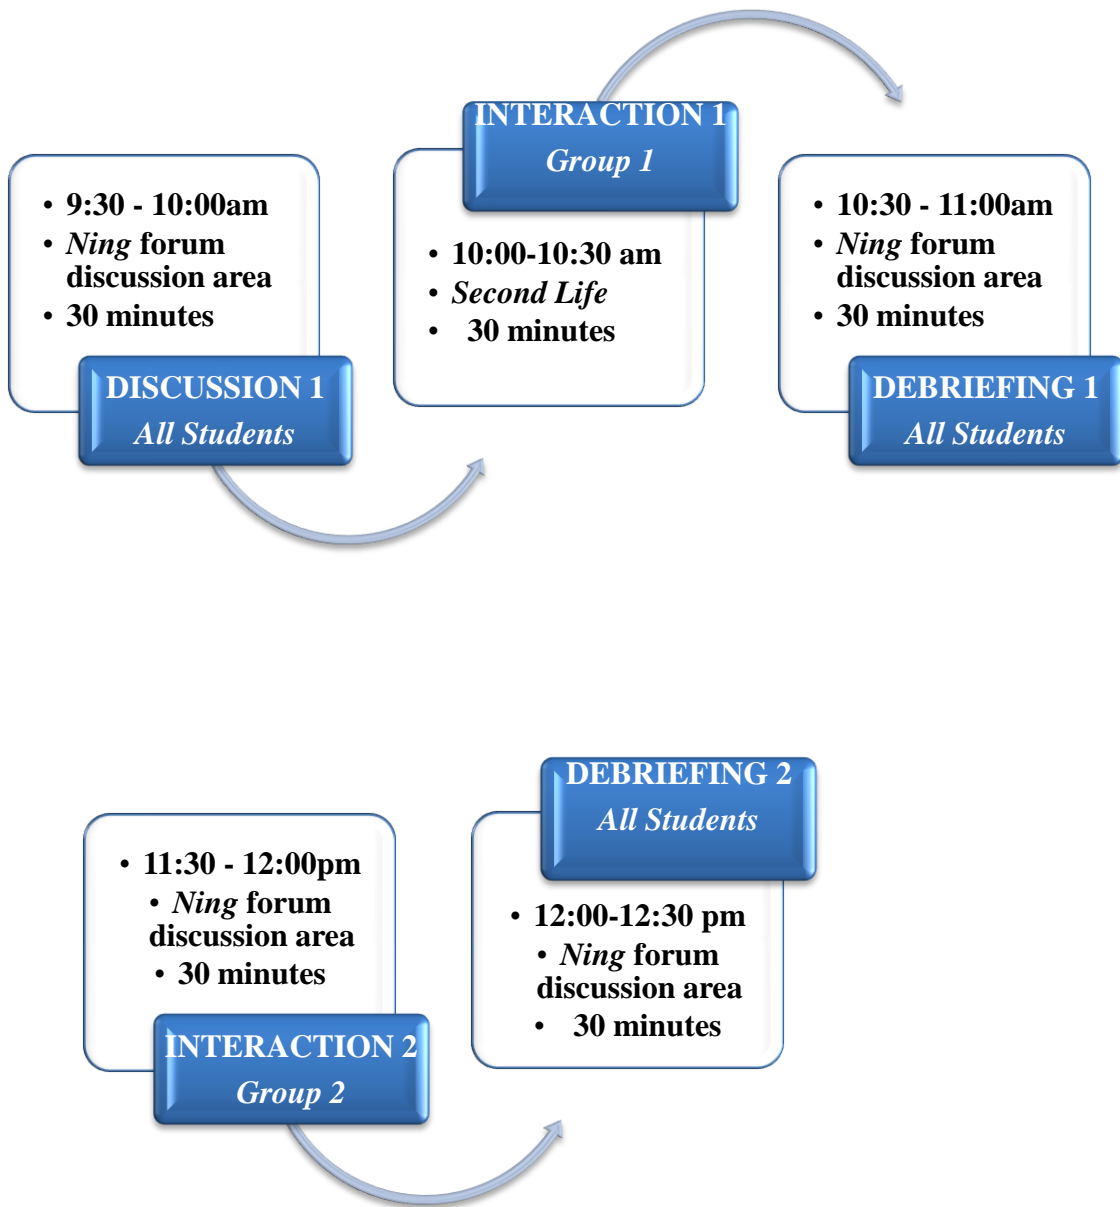 • 9:30 - 10:00am
• Ning forum
discussion area
• 30 minutes
DISCUSSION 1
All Students
INTERACTION 1
Group 1
• 10:00-10:30 am
• Second Life
• 30 minutes
• 10:30 - 11:00am
• Ning forum
discussion area
• 30 minutes
DEBRIEFING 1
All Students
• 11:30 - 12:00pm
• Ning forum
discussion area
• 30 minutes
INTERACTION 2
Group 2
DEBRIEFING 2
All Students
• 12:00-12:30 pm
• Ning forum
discussion area
• 30 minutes